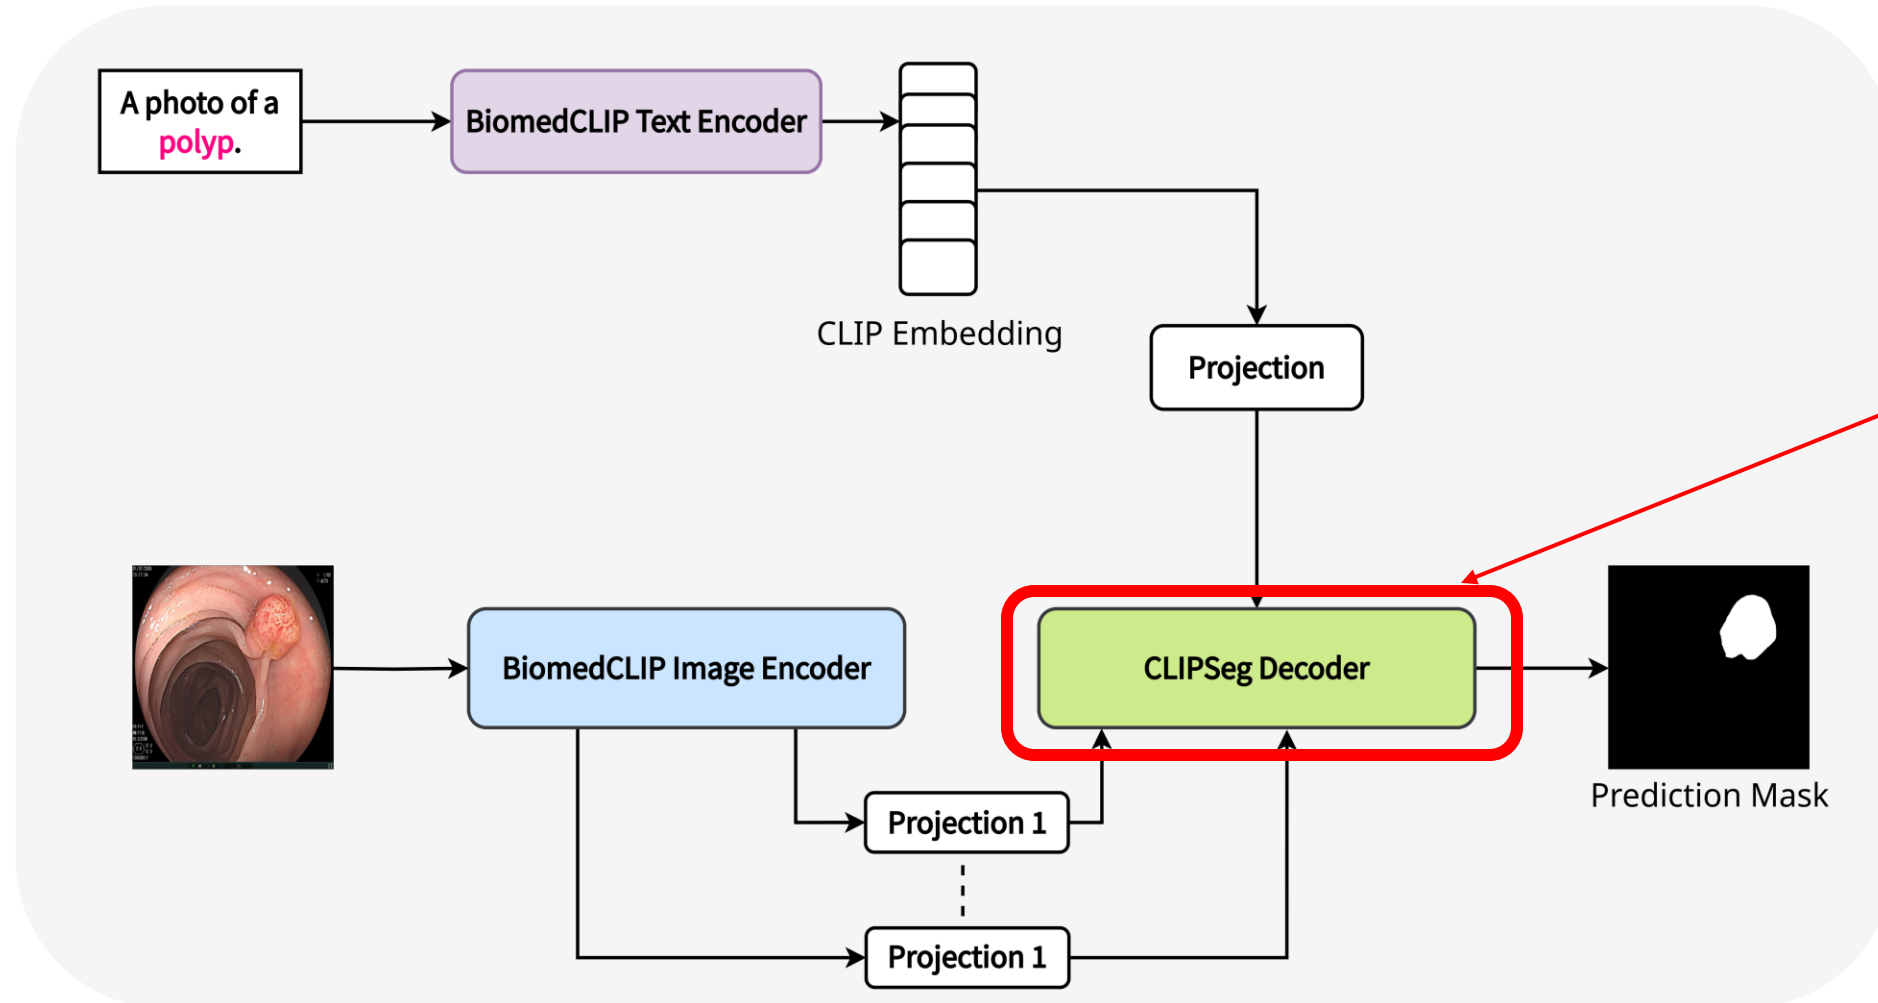 A photo of a
polyp.
BiomedCLIP Text Encoder
CLIP Embedding
Projection
BiomedCLIP Image Encoder
CLIPSeg Decoder
Prediction Mask
Projection 1
Projection 1